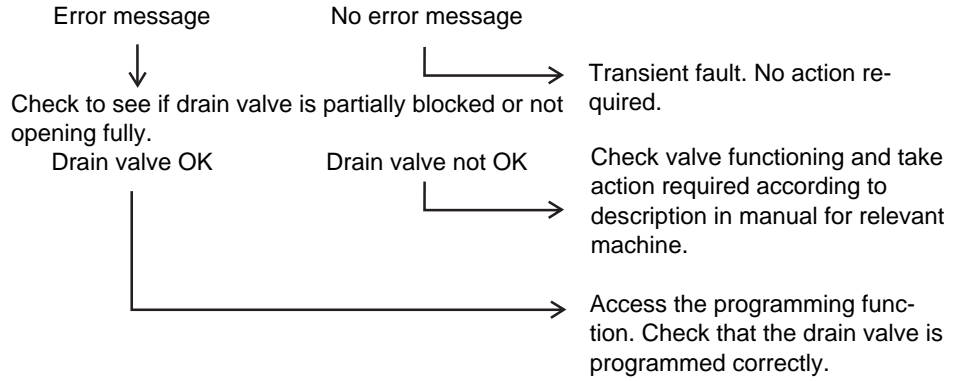 Error message
No error message
Transient fault. No action re-
quired.
Check to see if drain valve is partially blocked or not
opening fully.
Drain valve OK
Drain valve not OK
Check valve functioning and take
action required according to
description in manual for relevant
machine.
Access the programming func-
tion. Check that the drain valve is
programmed correctly.